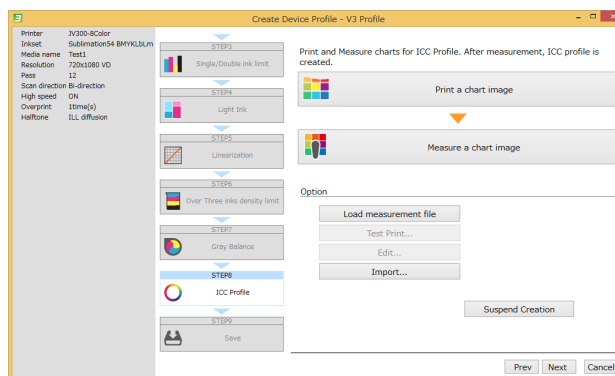 Create Device Profile - V3 Profile
Printer JV300-8Color
Inkset Sublimation54 BMYKLbLm
Media name Test1
Resolution 720x1080 VD
Pass 12
Scan direction Bi-direction
High speed ON
Overprint 1time(s)
Halftone ILL diffusion
STEP3
Single/Double ink limit
STEP4
Light Ink
STEP5
Linearization
STEP6
Over Three inks density limit
STEP7
Gray Balance
STEP8
ICC Profile
STEP9
Save
Print and Measure charts for ICC Profile. After measurement, ICC profile is
created.
Print a chart image
Measure a chart image
Option
Load measurement file
Test Print...
Edit...
Import...
Suspend Creation
Prev Next Cancel